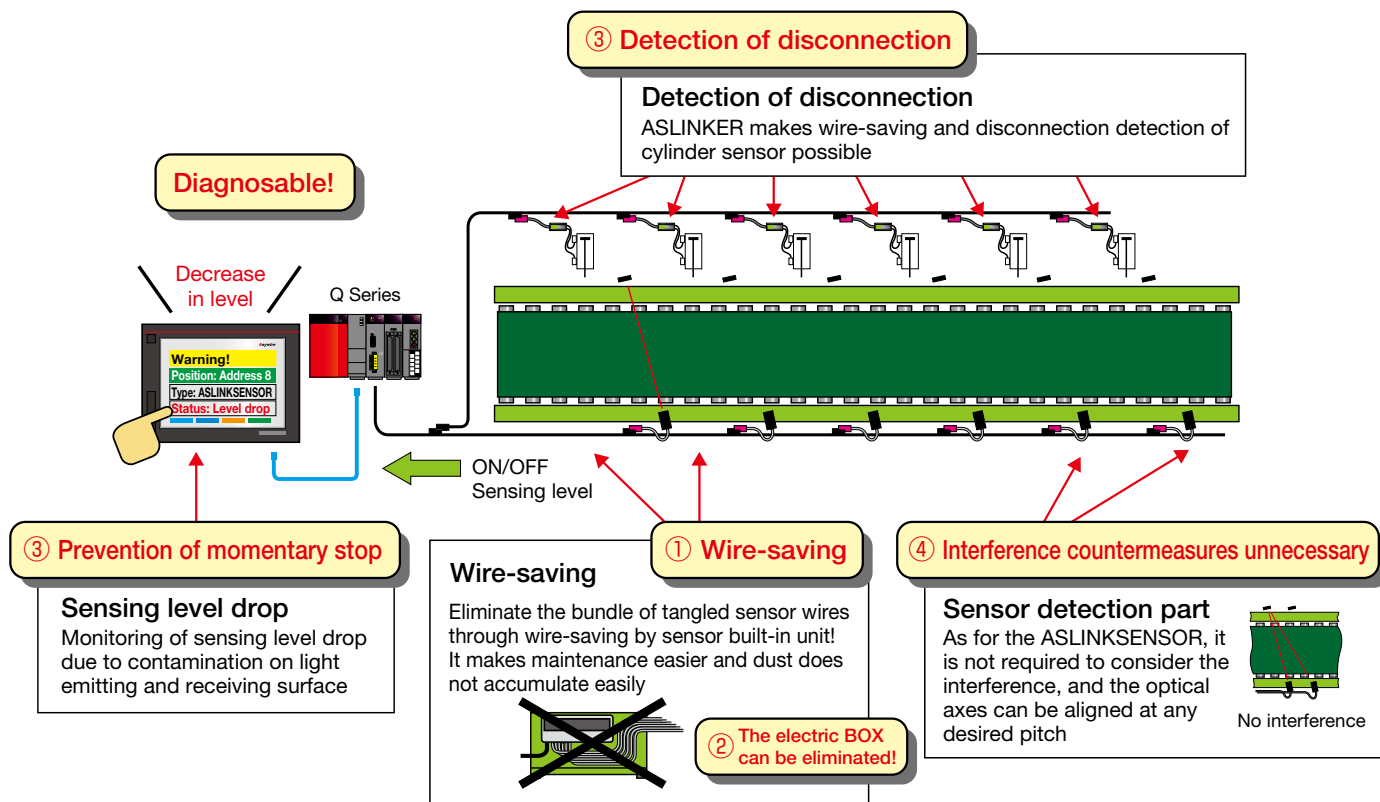 ③ Detection of disconnection
Detection of disconnection
ASLINKER makes wire-saving and disconnection detection of
cylinder sensor possible
Diagnosable!
Decrease
in level
Q Series
Anywire
Warning!
Position: Address 8
Type: ASLINKSENSOR
Status: Level drop
ON/OFF
Sensing level
③ Prevention of momentary stop
Sensing level drop
Monitoring of sensing level drop
due to contamination on light
emitting and receiving surface
① Wire-saving
Wire-saving
Eliminate the bundle of tangled sensor wires
through wire-saving by sensor built-in unit!
It makes maintenance easier and dust does
not accumulate easily
② The electric BOX
can be eliminated!
④ Interference countermeasures unnecessary
Sensor detection part
As for the ASLINKSENSOR, it
is not required to consider the
interference, and the optical
axes can be aligned at any
desired pitch
No interference